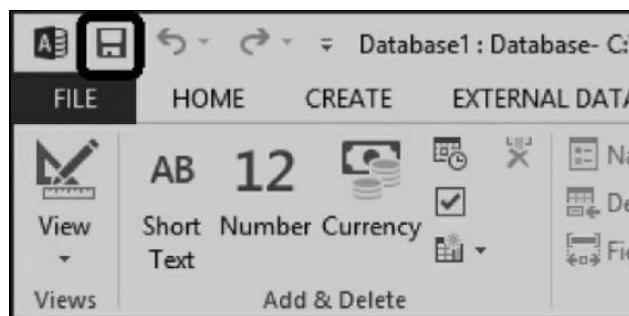 Database1 : Database- C:
FILE HOME CREATE EXTERNAL DATA
AB 12
View Short Text Number Currency
Views Add & Delete